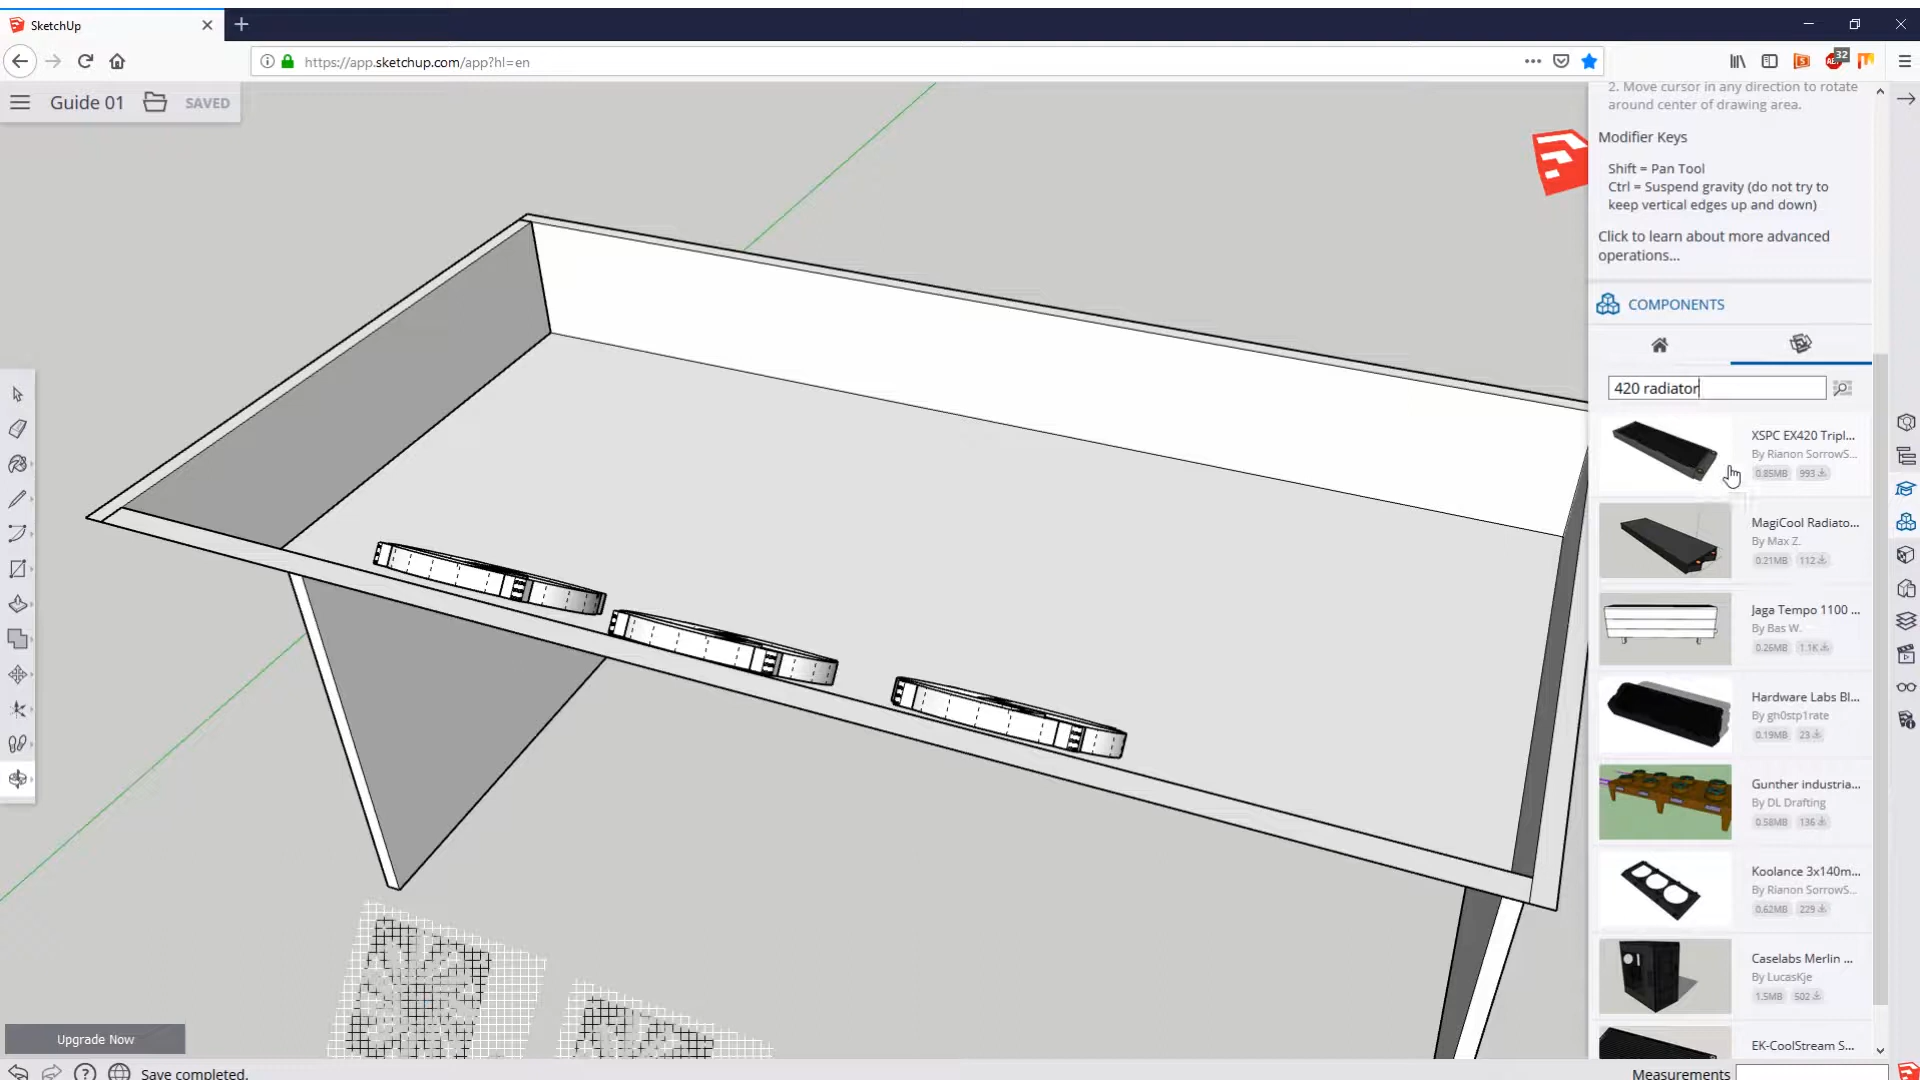 SketchUp
https://app.sketchup.com/app?hl=en
32
Guide 01
SAVED
2. Move cursor in any direction to rotate
around center of drawing area.
Modifier Keys
Shift = Pan Tool
Ctrl = Suspend gravity (do not try to
keep vertical edges up and down)
Click to learn about more advanced
operations...
COMPONENTS
420 radiator
XSPC EX420 Tripl...
By Rianon SorrowS...
0.85MB 993
MagiCool Radiato...
By Max Z.
0.21MB 112
Jaga Tempo 1100 ...
By Bas W.
0.26MB 1.1K
Hardware Labs Bl...
By gh0stp1rate
0.19MB 23
Gunther industria...
By DL Drafting
0.58MB 136
Koolance 3x140m...
By Rianon SorrowS...
0.62MB 229
Caselabs Merlin ...
By LucasKje
1.5MB 502
EK-CoolStream S...
Upgrade Now
Save completed.
Measurements